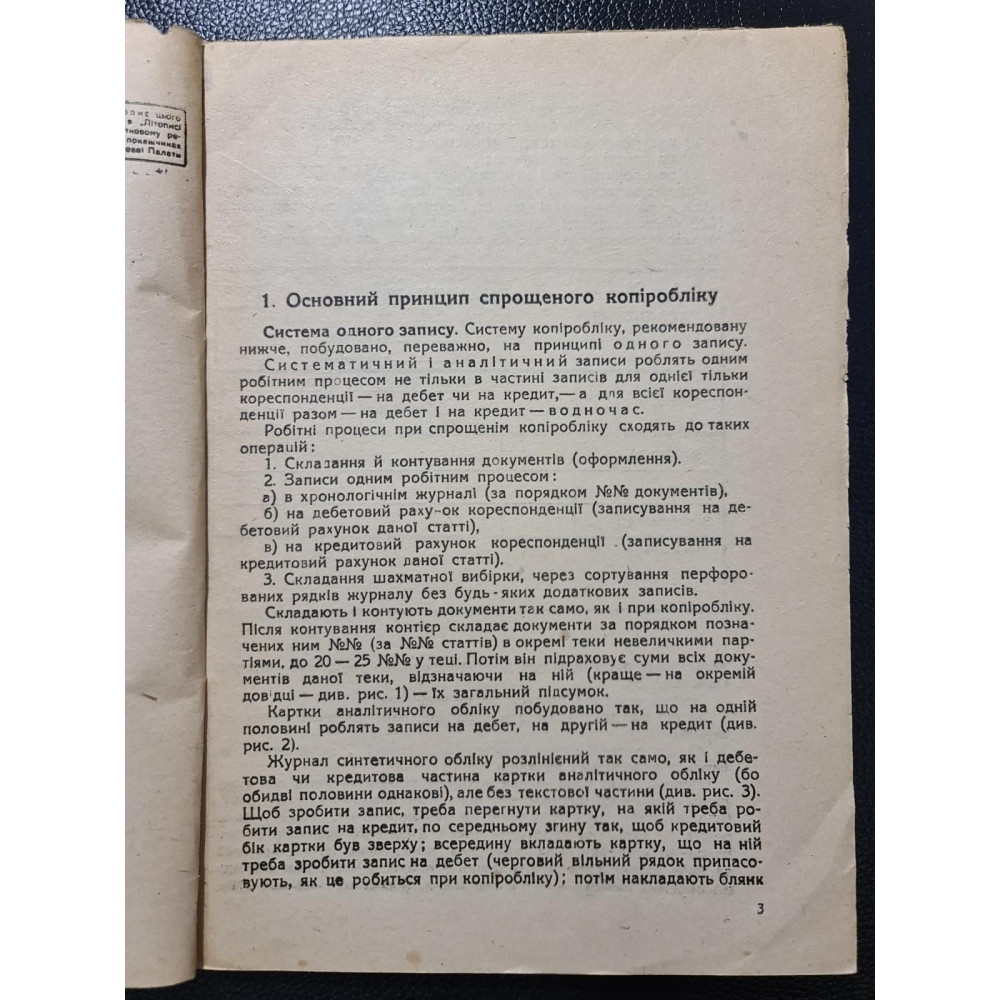 опис цього
в „Літописі
тковому ре-
покажчиках
ової Палати
1. Основний принцип спрощеного копіробліку
Система одного запису. Систему копіробліку, рекомендовану
нижче, побудовано, переважно, на принципі одного запису.
Систематичний і аналітичний записи роблять одним
робітним процесом не тільки в частині записів для однієї тільки
кореспонденції — на дебет чи на кредит,— а для всієї кореспон-
денції разом — на дебет і на кредит — водночас.
Робітні процеси при спрощенім копіробліку сходять до таких
операцій :
1. Складання й контування документів (оформлення).
2. Записи одним робітним процесом :
а) в хронологічнім журналі (за порядком №№ документів),
б) на дебетовий рахунок кореспонденції (записування на де-
бетовий рахунок даної статті),
в) на кредитовий рахунок кореспонденції (записування на
кредитовий рахунок даної статті).
3. Складання шахматної вибірки, через сортування перфоро-
ваних рядків журналу без будь - яких додаткових записів.
Складають і контують документи так само, як і при копіробліку.
Після контування контієр складає документи за порядком позна-
чених ним №№ (за №№ статтів) в окремі теки невеличкими пар-
тіями, до 20 — 25 №№ у теці. Потім він підраховує суми всіх доку-
ментів даної теки, відзначаючи на ній (краще — на окремій
довідці — див. рис. 1) — їх загальний підсумок.
Картки аналітичного обліку побудовано так, що на одній
половині роблять записи на дебет, на другій — на кредит (див.
рис. 2).
Журнал синтетичного обліку розлінієний так само, як і дебе-
това чи кредитова частина картки аналітичного обліку (бо
обидві половини однакові), але без текстової частини (див. рис. 3).
Щоб зробити запис, треба перегнути картку, на якій треба ро-
бити запис на кредит, по середньому згину так, щоб кредитовий
бік картки був зверху ; всередину вкладають картку, що на ній
треба зробити запис на дебет (черговий вільний рядок припасо-
вують, як це робиться при копіробліку) ; потім накладають блянк
3